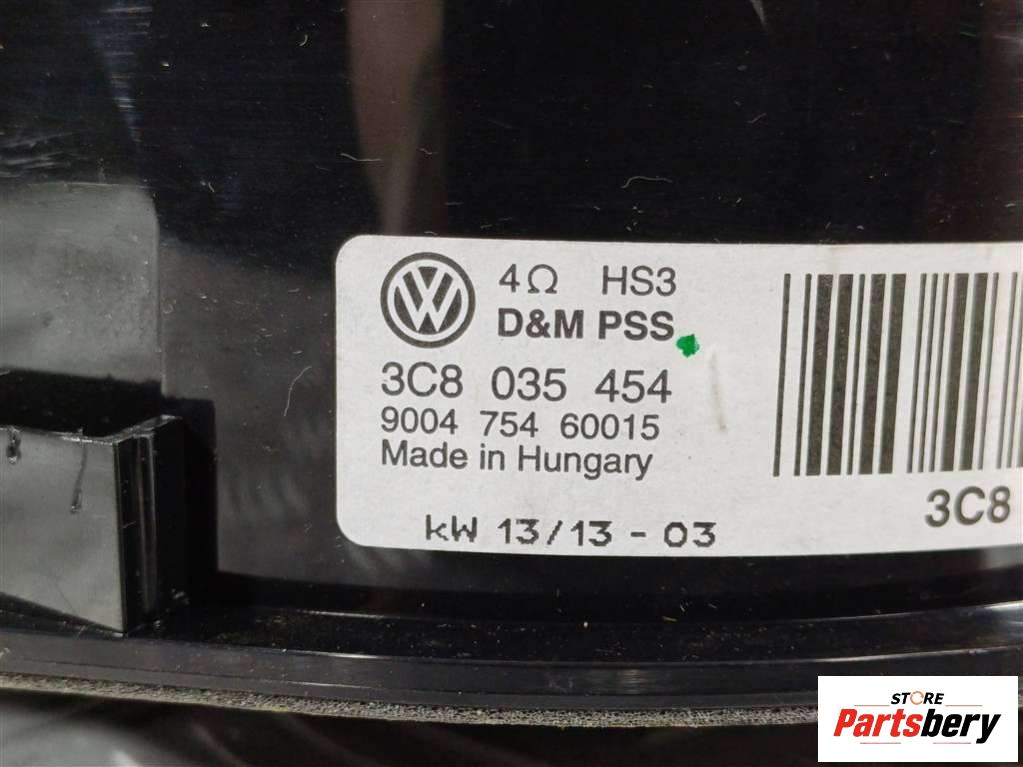 4Ω HS3
D&M PSS
3C8 035 454
9004 754 60015
Made in Hungary
kW 13/13 - 03
3C8
STORE
Partsbery